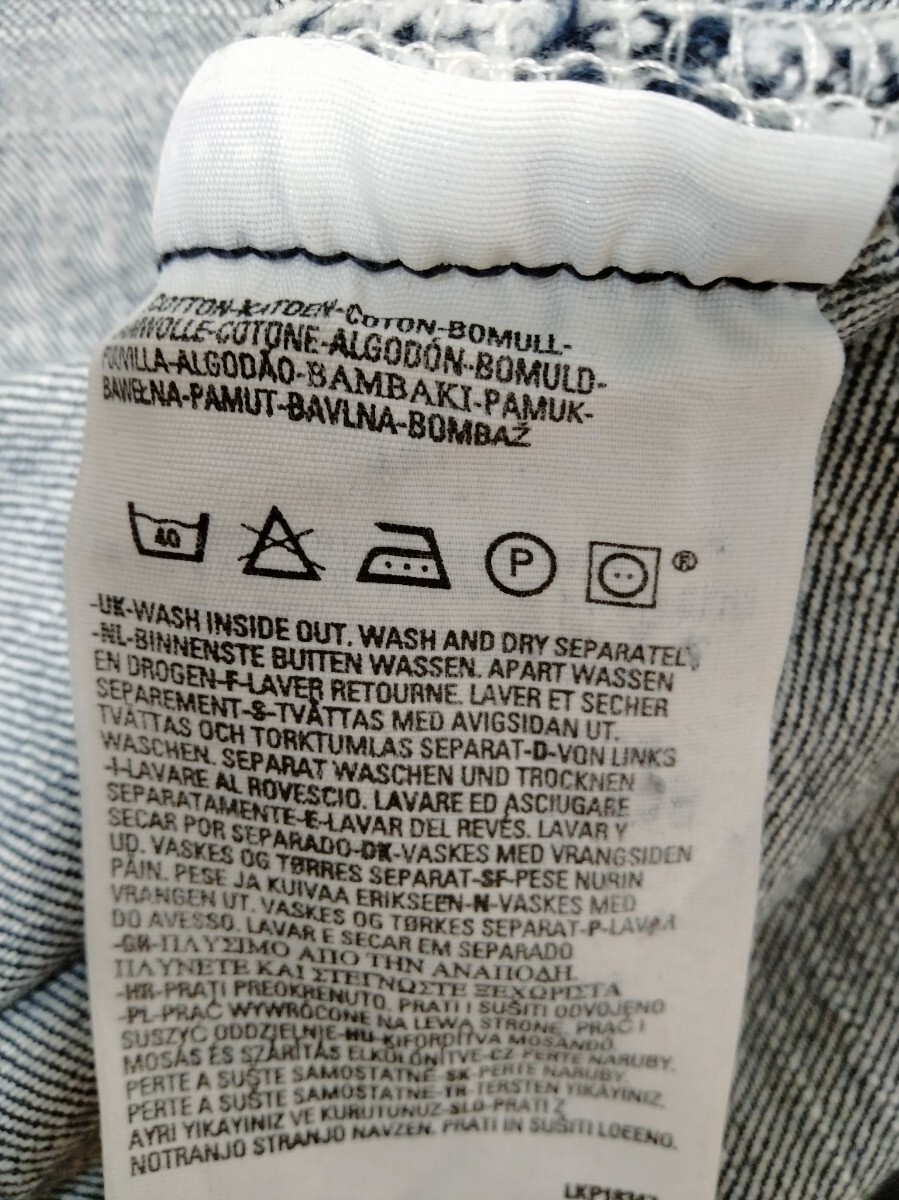 COTTON-KATOEN-COTON-BOMULL-
-COTONE-ALGODÓN-BOMULD-
PUUVILLA-ALGODÃO-BAMBAKI-PAMUK-
BAWEŁNA-PAMUT-BAVLNA-BOMBAŽ
40
P
®
-UK-WASH INSIDE OUT. WASH AND DRY SEPARATELY,
-NL-BINNENSTE BUITEN WASSEN. APART WASSEN
EN DROGEN-F-LAVER RETOURNE. LAVER ET SECHER
SEPAREMENT-S-TVÅTTAS MED AVIGSIDAN UT.
TVÄTTAS OCH TORKTUMLAS SEPARAT-D-VON LINKS
WASCHEN. SEPARAT WASCHEN UND TROCKNEN
-I-LAVARE AL ROVESCIO. LAVARE ED ASCIUGARE
SEPARATAMENTE-E-LAVAR DEL REVÉS. LAVAR Y
SECAR POR SEPARADO-DK-VASKES MED VRANGSIDEN
UD. VASKES OG TØRRES SEPARAT-SF-PESE NURIN
PÄIN. PESE JA KUIVAA ERIKSEEN-N-VASKES MED
VRANGEN UT. VASKES OG TØRKES SEPARAT-P-LAVAR
DO AVESSO. LAVAR E SECAR EM SEPARADO
-GR-ΠΛΥΣΙΜΟ ΑΠΟ ΤΗΝ ΑΝΑΠΟΔΗ.
ΠΛΥΝΕΤΕ ΚΑΙ ΣΤΕΓΝΩΣΤΕ ΞΕΧΩΡΙΣΤΑ
-HR-PRATI PREOKRENUTO. PRATI I SUŠITI ODVOJENO
-PL-PRAĆ WYWRÓCONE NA LEWĄ STRONĘ. PRAĆ I
SUSZYĆ ODDZIELNIE-HU-KIFORDÍTVA MOSANDÓ.
MOSÁS ÉS SZÁRÍTÁS ELKÜLÖNÍTVE-CZ-PERTE NARUBY.
PERTE A SUŠTE SAMOSTATNĚ-SK-PERTE NARUBY.
PERTE A SUŠTE SAMOSTATNE-TR-TERSTEN YIKAYINIZ.
AYRI YIKAYINIZ VE KURUTUNUZ-SLO-PRATI Z
NOTRANJO STRANJO NAVZEN. PRATI IN SUŠITI LOČENO.